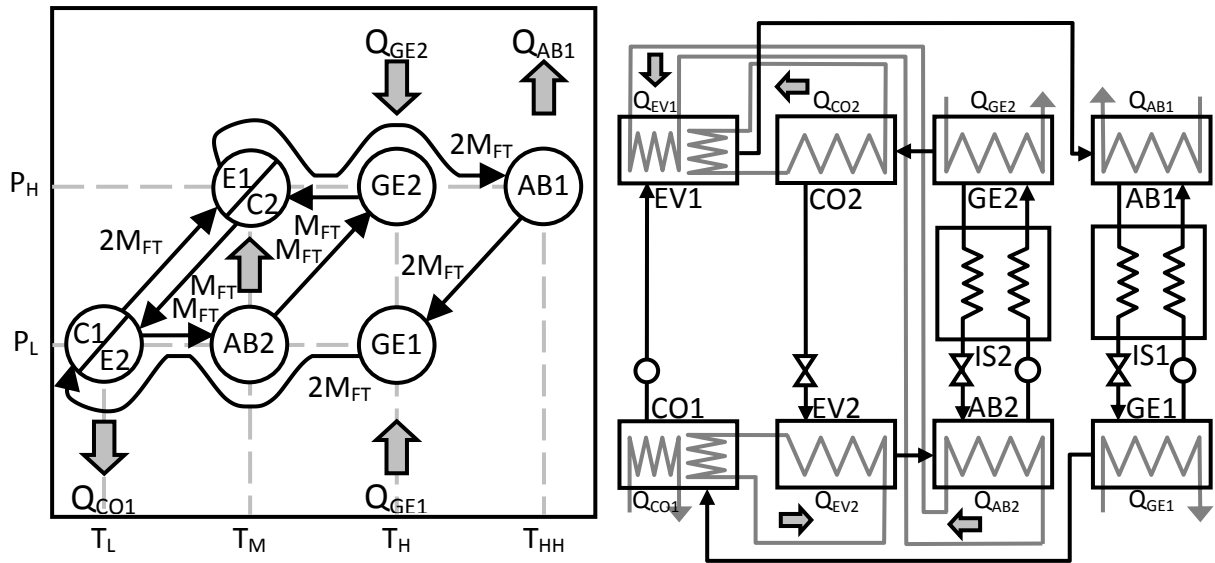 Q_GE2
Q_AB1
2M_FT
P_H
E1
C2
GE2
AB1
M_FT
M_FT
2M_FT
2M_FT
M_FT
M_FT
P_L
C1
E2
AB2
GE1
2M_FT
Q_CO1
Q_GE1
T_L
T_M
T_H
T_HH
Q_EV1
Q_CO2
Q_GE2
Q_AB1
EV1
CO2
GE2
AB1
IS2
IS1
CO1
EV2
AB2
GE1
Q_CO1
Q_EV2
Q_AB2
Q_GE1